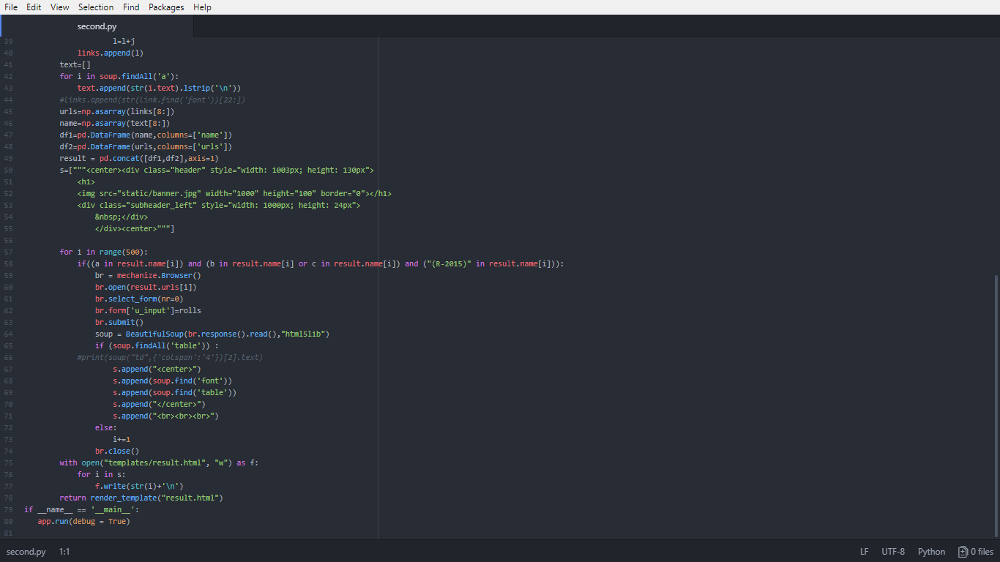 File Edit View Selection Find Packages Help
second.py
39 l=l+j
40 links.append(l)
41 text=[]
42 for i in soup.findAll('a'):
43 text.append(str(i.text).lstrip('\n'))
44 #links.append(str(link.find('font'))[22:])
45 urls=np.asarray(links[8:])
46 name=np.asarray(text[8:])
47 df1=pd.DataFrame(name,columns=['name'])
48 df2=pd.DataFrame(urls,columns=['urls'])
49 result = pd.concat([df1,df2],axis=1)
50 s=["""<center><div class="header" style="width: 1003px; height: 130px">
51 <h1>
52 <img src="static/banner.jpg" width="1000" height="100" border="0"></h1>
53 <div class="subheader_left" style="width: 1000px; height: 24px">
54 &nbsp;</div>
55 </div><center>"""]
56
57 for i in range(500):
58 if((a in result.name[i]) and (b in result.name[i] or c in result.name[i]) and ("(R-2015)" in result.name[i])):
59 br = mechanize.Browser()
60 br.open(result.urls[i])
61 br.select_form(nr=0)
62 br.form['u_input']=rolls
63 br.submit()
64 soup = BeautifulSoup(br.response().read(),"html5lib")
65 if (soup.findAll('table')) :
66 #print(soup("td",{'colspan':'4'})[2].text)
67 s.append("<center>")
68 s.append(soup.find('font'))
69 s.append(soup.find('table'))
70 s.append("</center>")
71 s.append("<br><br><br>")
72 else:
73 i+=1
74 br.close()
75 with open("templates/result.html", "w") as f:
76 for i in s:
77 f.write(str(i)+'\n')
78 return render_template("result.html")
79 if __name__ == '__main__':
80 app.run(debug = True)
81
second.py 1:1 LF UTF-8 Python 0 files